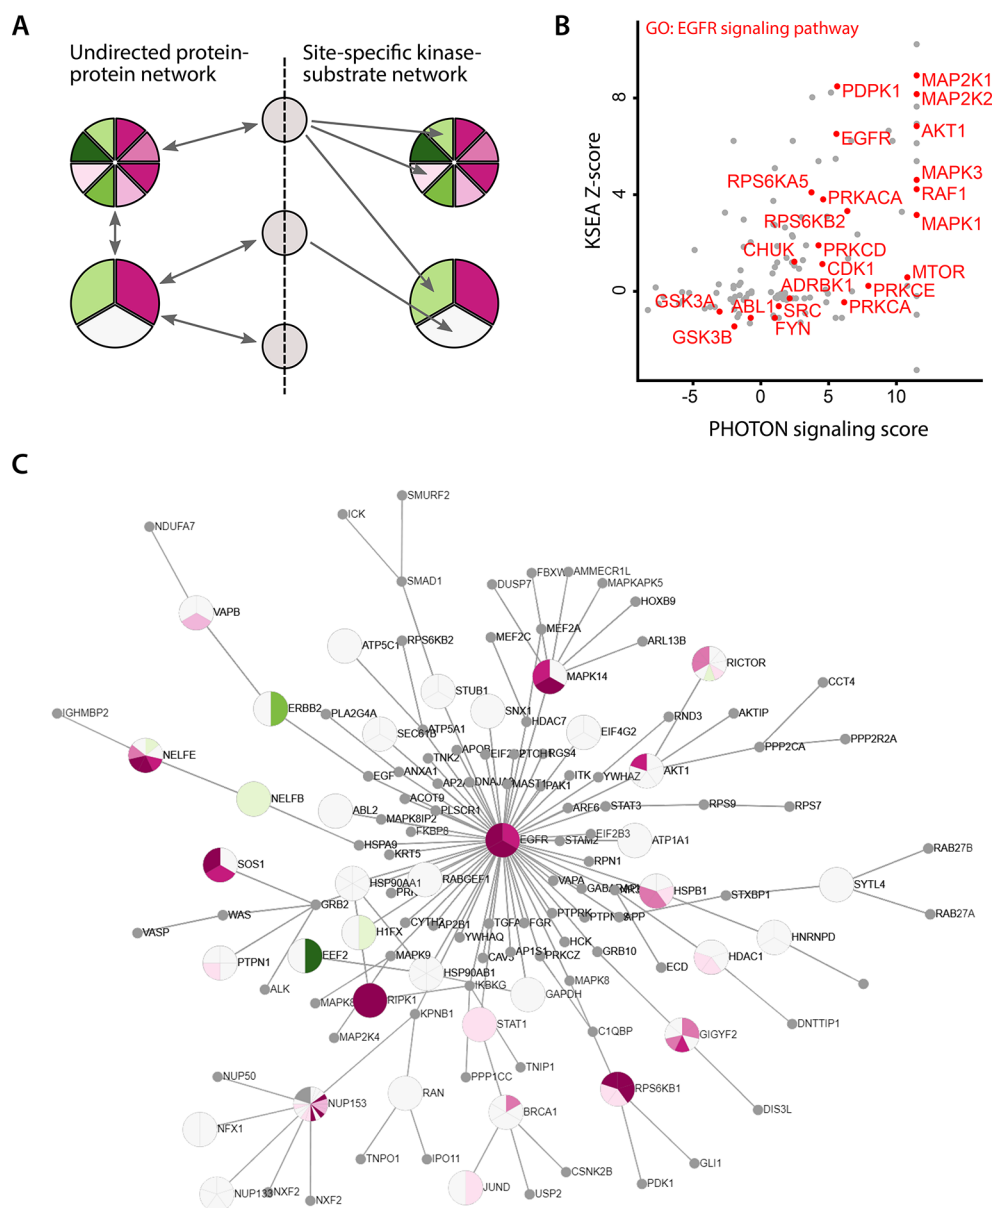 A
Undirected protein-
protein network
Site-specific kinase-
substrate network
B
GO: EGFR signaling pathway
KSEA Z-score
8
4
0
-5
0
5
10
PHOTON signaling score
PDPK1
MAP2K1
MAP2K2
EGFR
AKT1
MAPK3
RPS6KA5
PRKACA
RAF1
RPS6KB2
MAPK1
CHUK
PRKCD
CDK1
MTOR
ADRBK1
PRKCE
GSK3A
ABL1
SRC
PRKCA
GSK3B
FYN
C
SMURF2
ICK
NDUFA7
SMAD1
FBXW
AMMECR1L
DUSP7
MAPKAPK5
HOXB9
VAPB
MEF2A
MEF2C
ATP5C1
RPS6KB2
ARL13B
RICTOR
MAPK14
CCT4
STUB1
ERBB2
PLA2G4A
SNX1
HDAC7
RND3
AKTIP
IGHMBP2
SEC61B
ATP5A1
EIF4G2
PPP2CA
PPP2R2A
NELFE
APOB
PTCH1
RGS4
TNK2
AKT1
EGF
ANXA1
DNAJA3
MAST1
PAK1
ITK
YWHAZ
NELFB
ACOT9
ABL2
PLSCR1
ARF6
STAT3
RPS9
RPS7
MAPK8IP2
FKBP8
EGFR
STAM2
EIF2B3
ATP1A1
HSPA9
KRT5
RPN1
RAB27B
SOS1
HSP90AA1
RABGEF1
VAPA
HSPB1
STXBP1
SYTL4
GRB2
WAS
CYTH2
AP2B1
TGFA
FGR
PTPRK
APP
RAB27A
VASP
H1FX
YWHAQ
HCK
HNRNPD
PTPN1
EEF2
MAPK9
CAV3
AP1S1
PRKCZ
GRB10
ECD
HDAC1
HSP90AB1
ALK
MAPK8
RIPK1
IKBKG
GAPDH
MAPK8
KPNB1
STAT1
C1QBP
GIGYF2
DNTTIP1
MAP2K4
TNIP1
NUP50
PPP1CC
RAN
RPS6KB1
NUP153
BRCA1
DIS3L
NFX1
TNPO1
IPO11
CSNK2B
GLI1
NUP133
NXF2
NXF2
JUND
USP2
PDK1